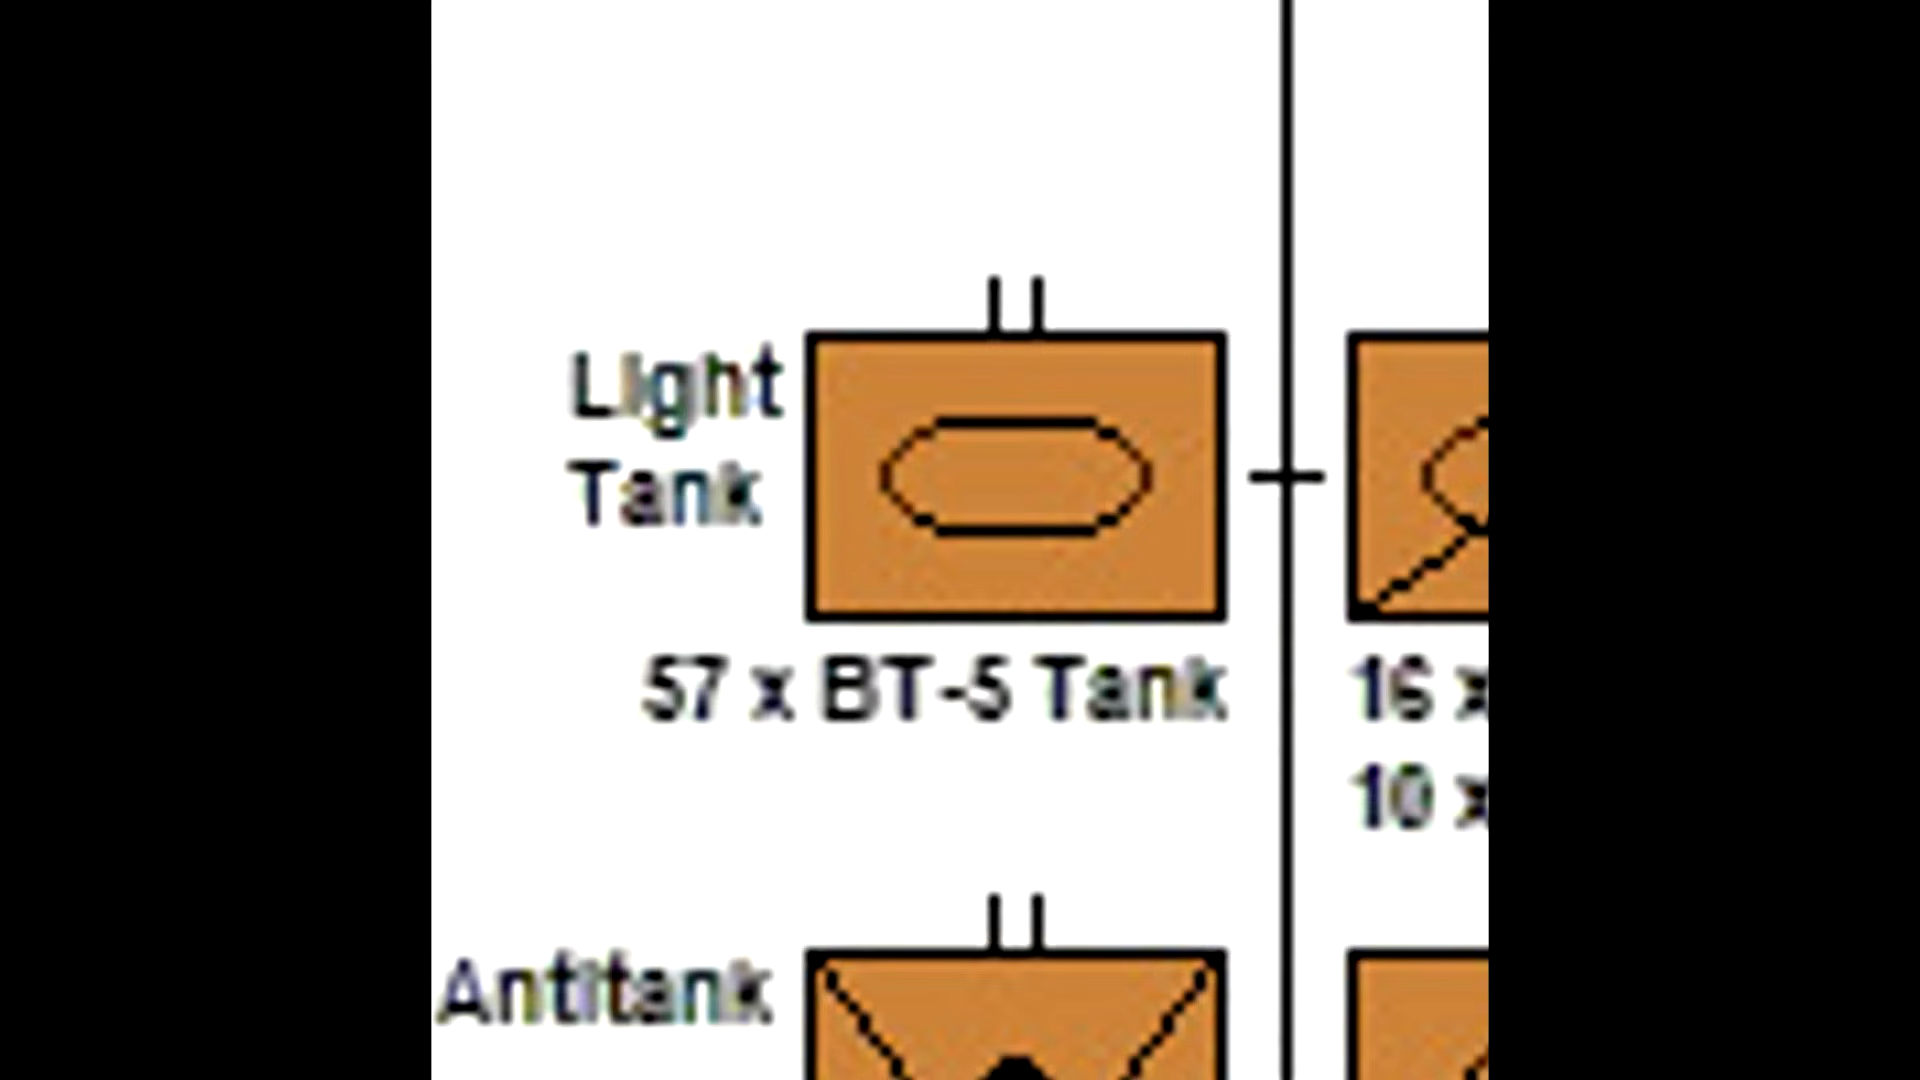 Light
Tank
57 x BT-5 Tank
16 x
10 x
Antitank